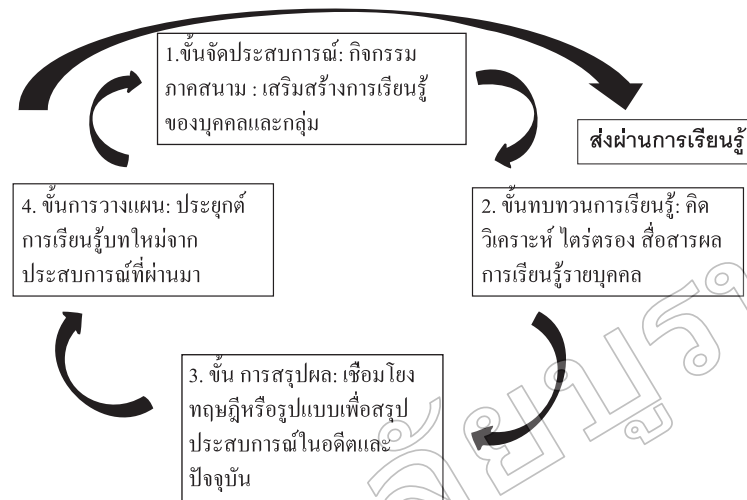 1.ขั้นจัดประสบการณ์: กิจกรรม
ภาคสนาม : เสริมสร้างการเรียนรู้
ของบุคคลและกลุ่ม
ส่งผ่านการเรียนรู้
4. ขั้นการวางแผน: ประยุกต์
การเรียนรู้บทใหม่จาก
ประสบการณ์ที่ผ่านมา
2. ขั้นทบทวนการเรียนรู้: คิด
วิเคราะห์ ไตร่ตรอง สื่อสารผล
การเรียนรู้รายบุคคล
3. ขั้น การสรุปผล: เชื่อมโยง
ทฤษฎีหรือรูปแบบเพื่อสรุป
ประสบการณ์ในอดีตและ
ปัจจุบัน